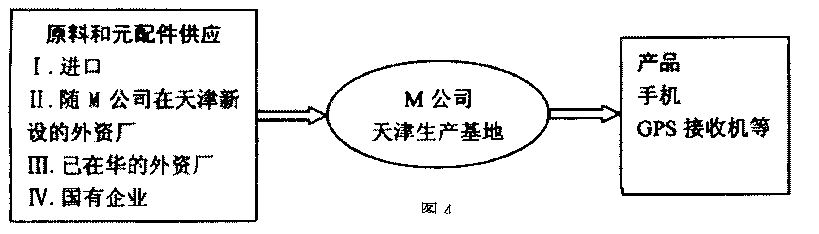 原料和元配件供应
Ⅰ.进口
Ⅱ.随 M 公司在天津新
设的外资厂
Ⅲ.已在华的外资厂
Ⅳ.国有企业
M 公司
天津生产基地
产品
手机
GPS 接收机等
图 4